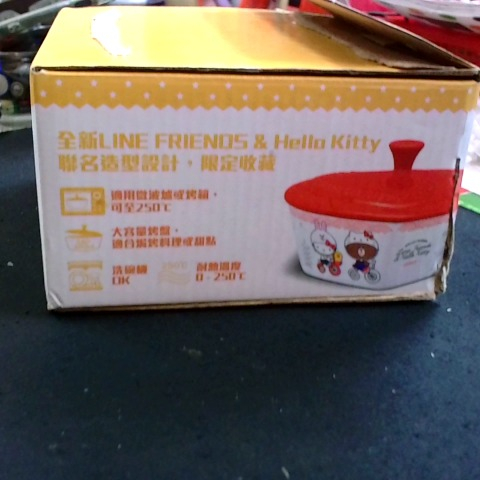 全新LINE FRIENDS & Hello Kitty
聯名造型設計，限定收藏
適用微波爐或烤箱，
可至250℃
大容量烤盤，
適合焗烤料理或甜點
洗碗機
OK
耐熱溫度
0~250℃